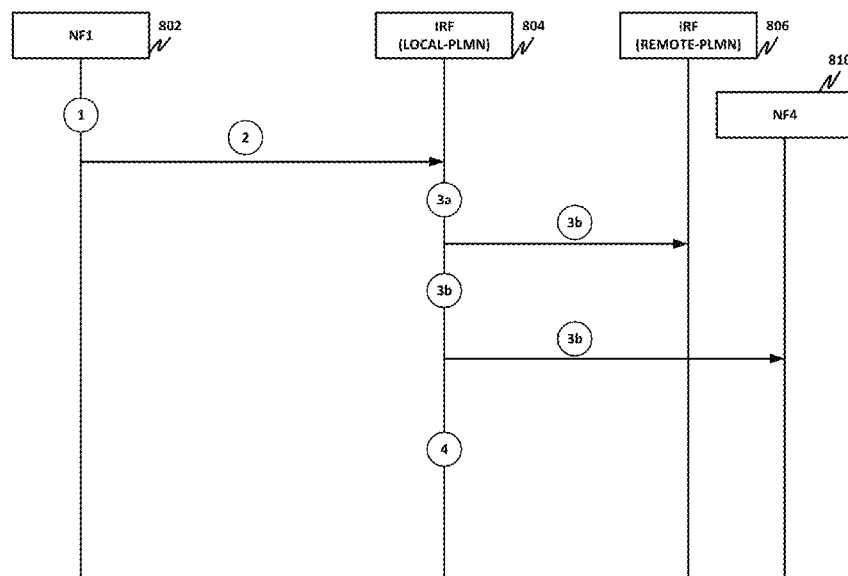 802
NF1
IRF
(LOCAL-PLMN)
804
IRF
(REMOTE-PLMN)
806
810
NF4
1
2
3a
3b
3b
3b
4